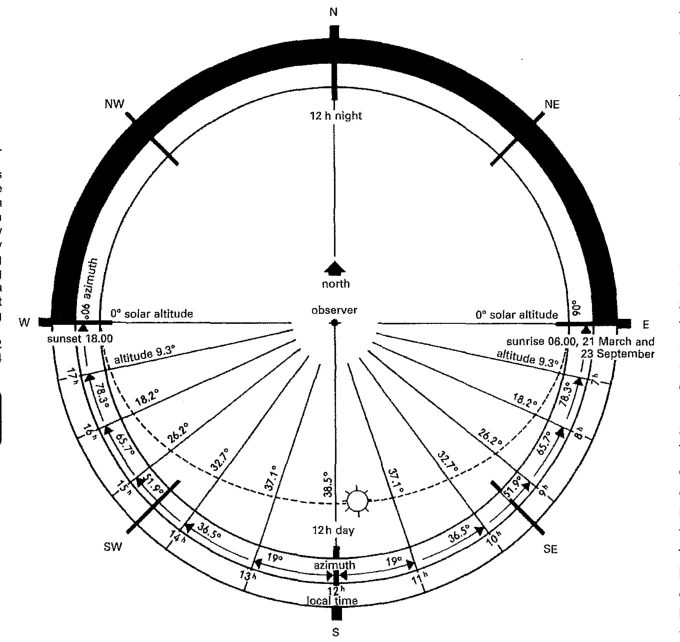 N
NW
NE
12 h night
north
observer
90° azimuth
0° solar altitude
0° solar altitude
90°
W
E
sunset 18.00
sunrise 06.00, 21 March and
23 September
altitude 9.3°
altitude 9.3°
17h
78.3°
18.2°
18.2°
78.3°
7h
16h
65.7°
26.2°
26.2°
65.7°
8h
15h
51.9°
32.7°
37.1°
38.5°
37.1°
32.7°
51.9°
9h
SW
14h
36.5°
12h day
36.5°
10h
SE
13h
19°
azimuth
19°
11h
12h
local time
S